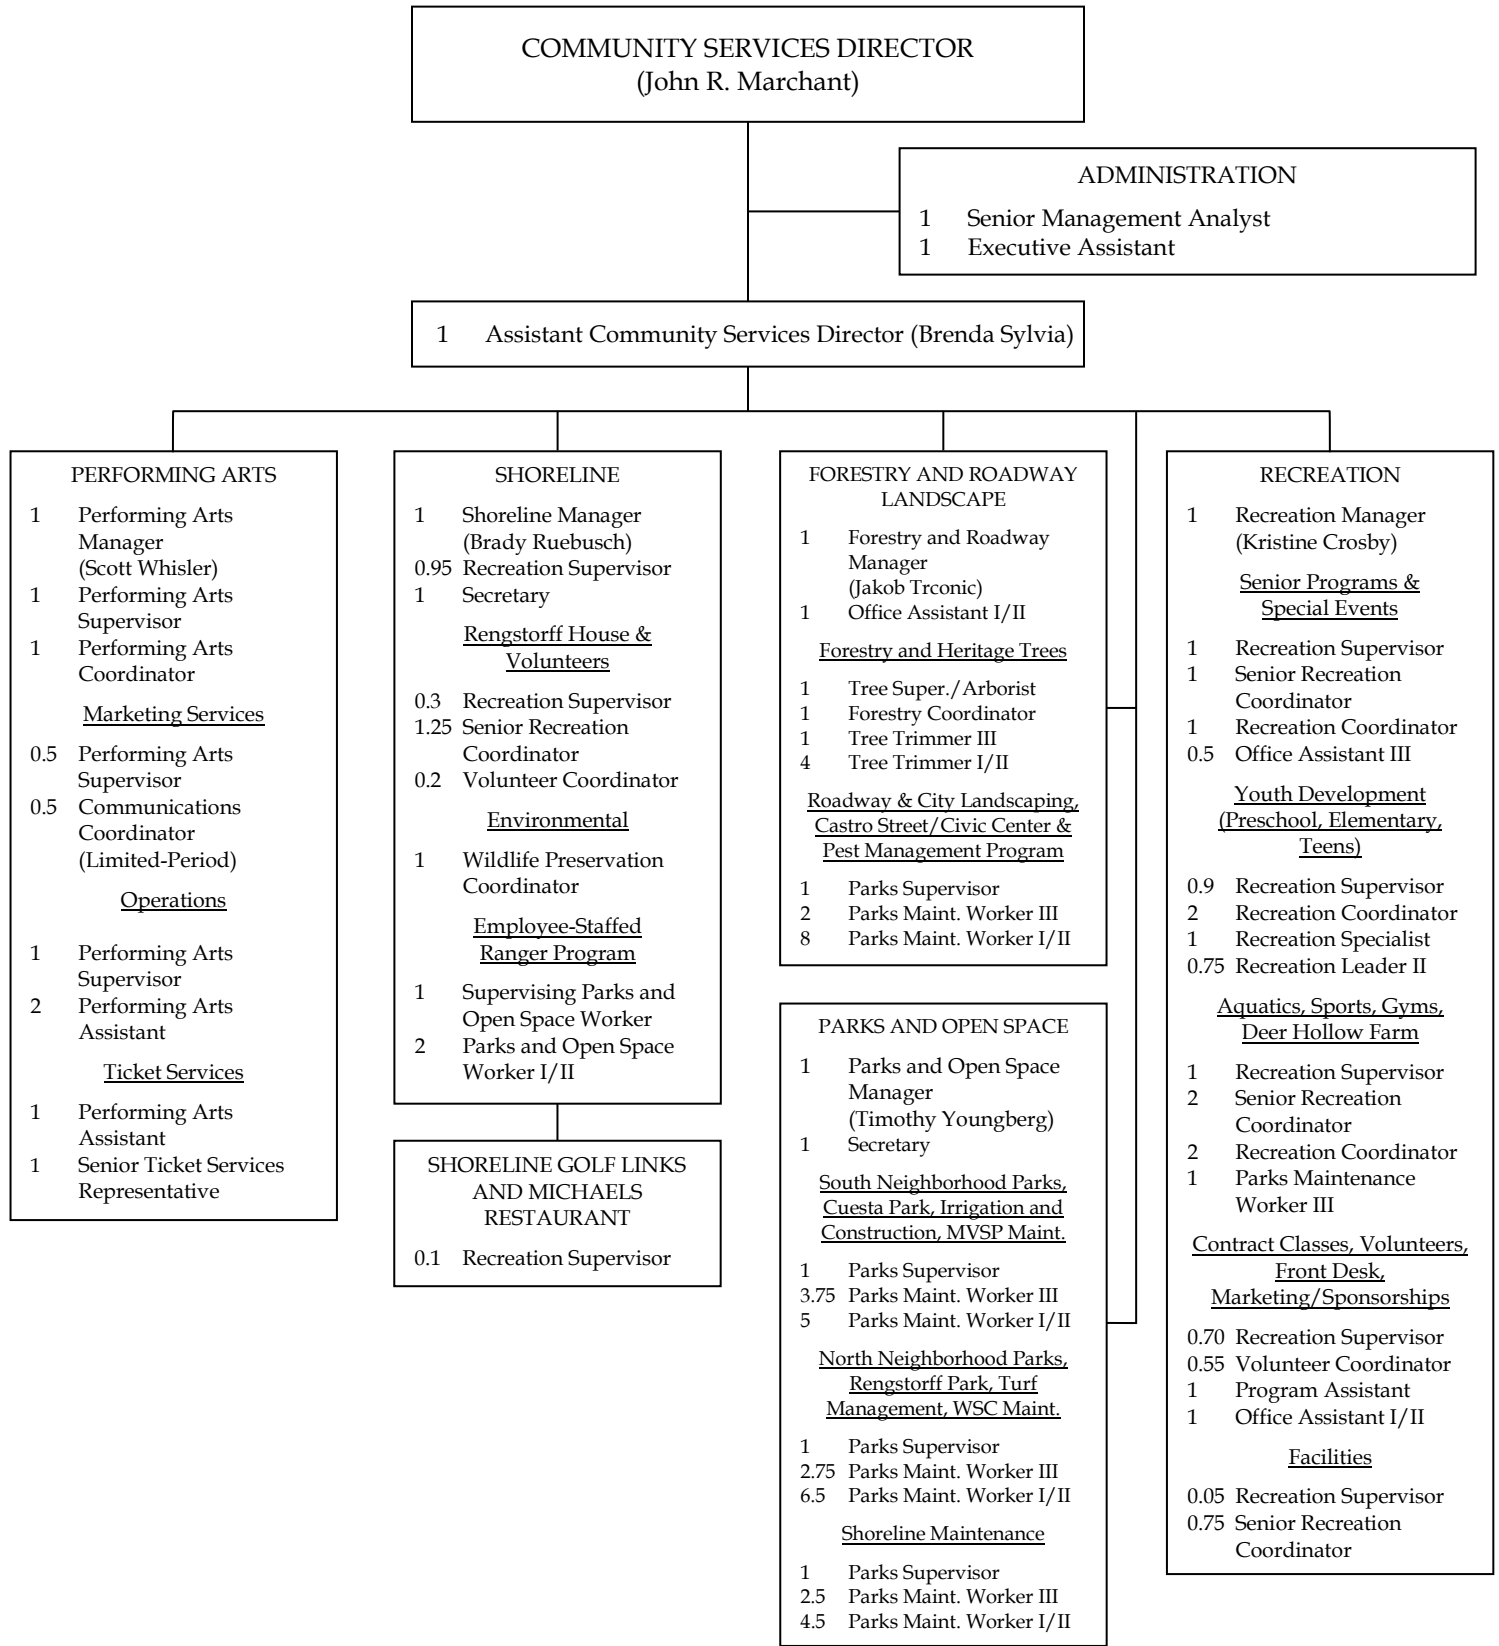 COMMUNITY SERVICES DIRECTOR
(John R. Marchant)
ADMINISTRATION
1 Senior Management Analyst
1 Executive Assistant
1 Assistant Community Services Director (Brenda Sylvia)
PERFORMING ARTS
1 Performing Arts
Manager
(Scott Whisler)
1 Performing Arts
Supervisor
1 Performing Arts
Coordinator
Marketing Services
0.5 Performing Arts
Supervisor
0.5 Communications
Coordinator
(Limited-Period)
Operations
1 Performing Arts
Supervisor
2 Performing Arts
Assistant
Ticket Services
1 Performing Arts
Assistant
1 Senior Ticket Services
Representative
SHORELINE
1 Shoreline Manager
(Brady Ruebusch)
0.95 Recreation Supervisor
1 Secretary
Rengstorff House &
Volunteers
0.3 Recreation Supervisor
1.25 Senior Recreation
Coordinator
0.2 Volunteer Coordinator
Environmental
1 Wildlife Preservation
Coordinator
Employee-Staffed
Ranger Program
1 Supervising Parks and
Open Space Worker
2 Parks and Open Space
Worker I/II
SHORELINE GOLF LINKS
AND MICHAELS
RESTAURANT
0.1 Recreation Supervisor
FORESTRY AND ROADWAY
LANDSCAPE
1 Forestry and Roadway
Manager
(Jakob Trconic)
1 Office Assistant I/II
Forestry and Heritage Trees
1 Tree Super./Arborist
1 Forestry Coordinator
1 Tree Trimmer III
4 Tree Trimmer I/II
Roadway & City Landscaping,
Castro Street/Civic Center &
Pest Management Program
1 Parks Supervisor
2 Parks Maint. Worker III
8 Parks Maint. Worker I/II
PARKS AND OPEN SPACE
1 Parks and Open Space
Manager
(Timothy Youngberg)
1 Secretary
South Neighborhood Parks,
Cuesta Park, Irrigation and
Construction, MVSP Maint.
1 Parks Supervisor
3.75 Parks Maint. Worker III
5 Parks Maint. Worker I/II
North Neighborhood Parks,
Rengstorff Park, Turf
Management, WSC Maint.
1 Parks Supervisor
2.75 Parks Maint. Worker III
6.5 Parks Maint. Worker I/II
Shoreline Maintenance
1 Parks Supervisor
2.5 Parks Maint. Worker III
4.5 Parks Maint. Worker I/II
RECREATION
1 Recreation Manager
(Kristine Crosby)
Senior Programs &
Special Events
1 Recreation Supervisor
1 Senior Recreation
Coordinator
1 Recreation Coordinator
0.5 Office Assistant III
Youth Development
(Preschool, Elementary,
Teens)
0.9 Recreation Supervisor
2 Recreation Coordinator
1 Recreation Specialist
0.75 Recreation Leader II
Aquatics, Sports, Gyms,
Deer Hollow Farm
1 Recreation Supervisor
2 Senior Recreation
Coordinator
2 Recreation Coordinator
1 Parks Maintenance
Worker III
Contract Classes, Volunteers,
Front Desk,
Marketing/Sponsorships
0.70 Recreation Supervisor
0.55 Volunteer Coordinator
1 Program Assistant
1 Office Assistant I/II
Facilities
0.05 Recreation Supervisor
0.75 Senior Recreation
Coordinator